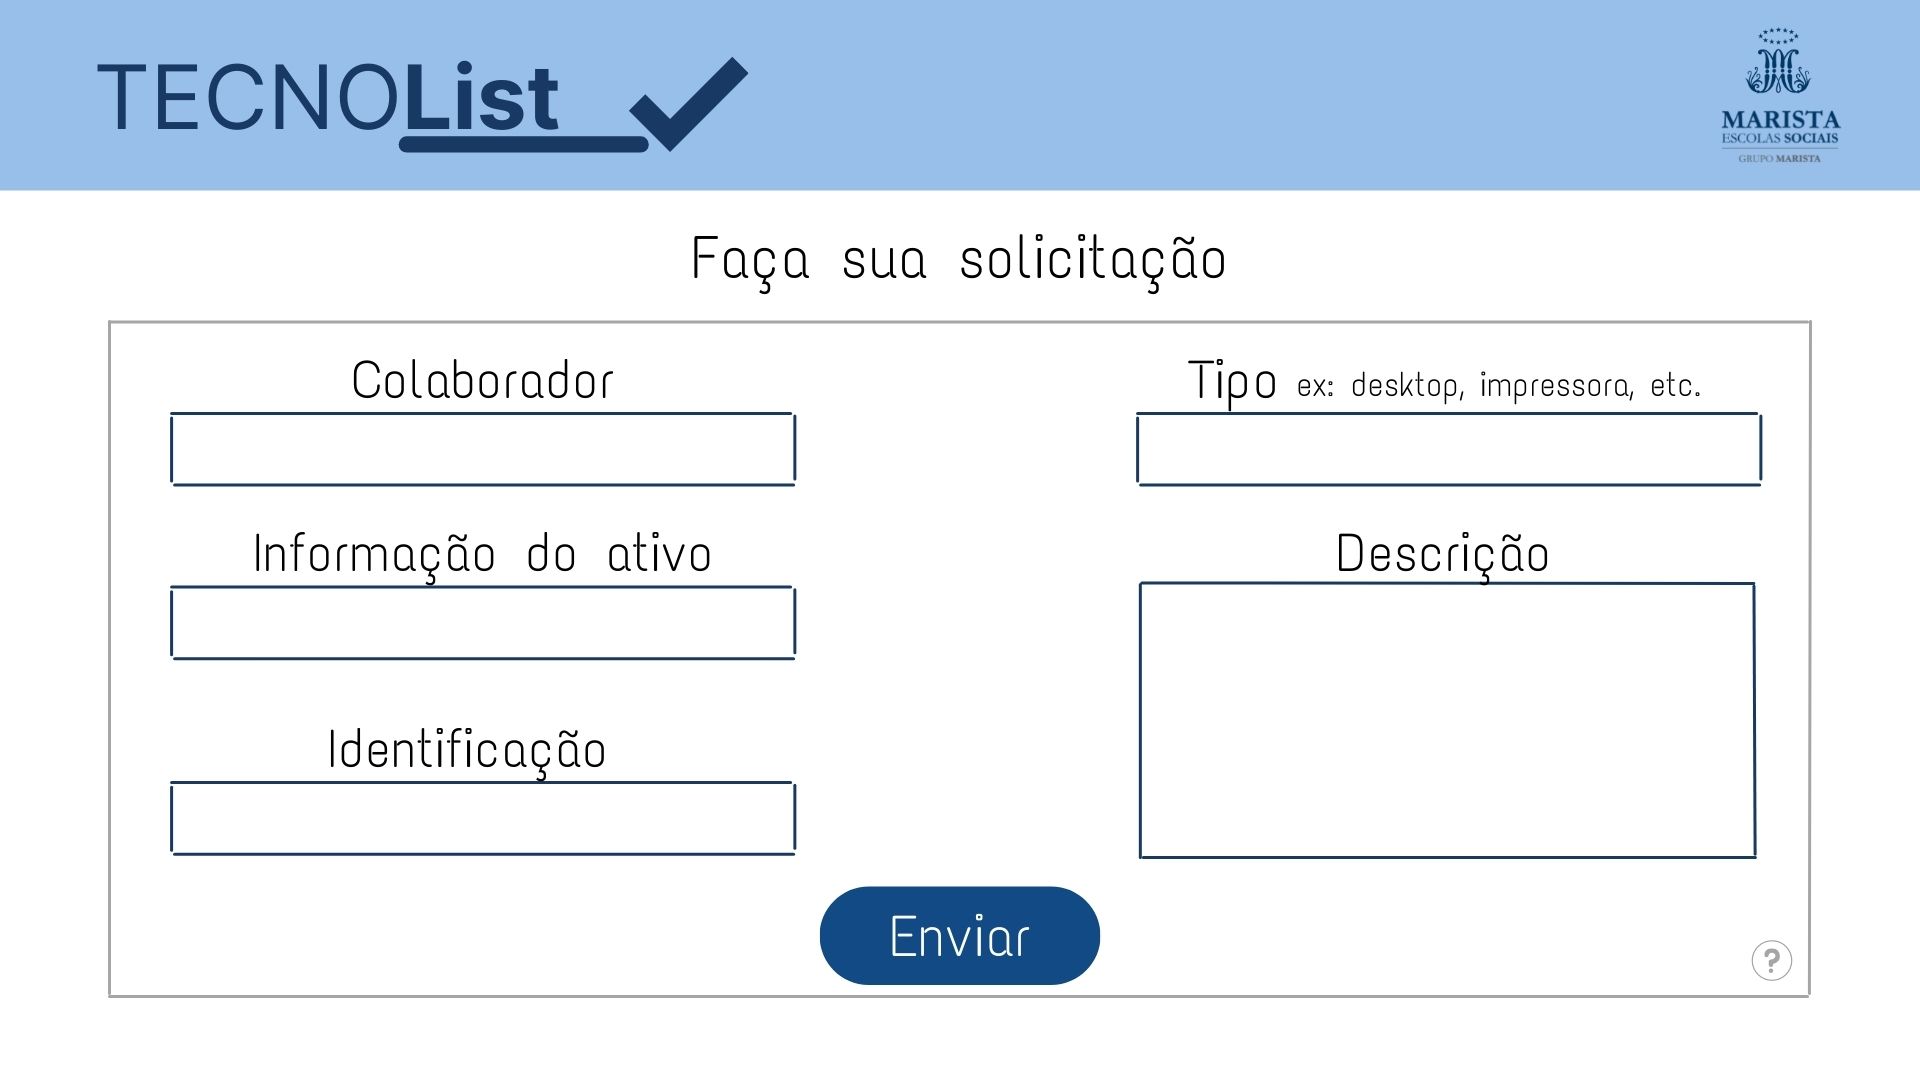 TECNOList
MARISTA
ESCOLAS SOCIAIS
GRUPO MARISTA
Faça sua solicitação
Colaborador
Tipo ex: desktop, impressora, etc.
Informação do ativo
Descrição
Identificação
Enviar
?